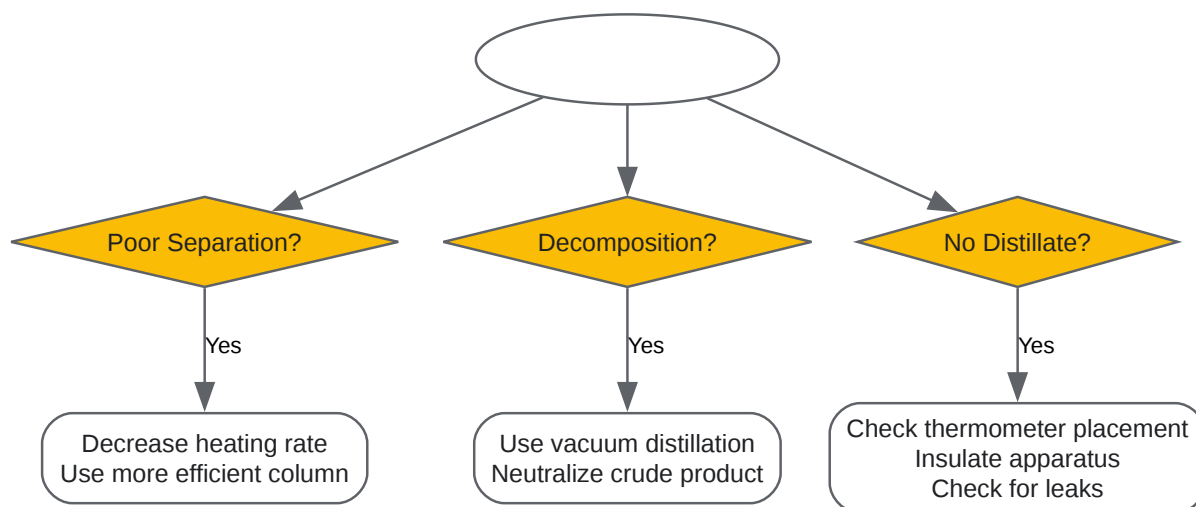 Poor Separation?
Decomposition?
No Distillate?
Yes
Yes
Yes
Decrease heating rate
Use more efficient column
Use vacuum distillation
Neutralize crude product
Check thermometer placement
Insulate apparatus
Check for leaks